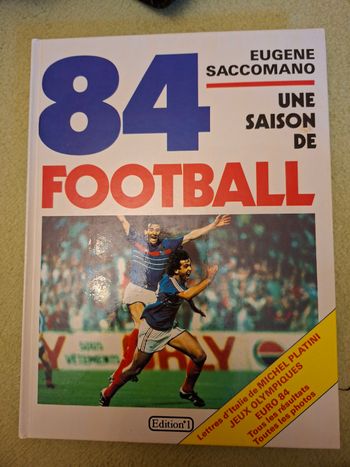 84
EUGENE
SACCOMANO
UNE
SAISON
DE
FOOTBALL
ORLY
Lettres d'Italie de MICHEL PLATINI
JEUX OLYMPIQUES
EURO 84
Tous les résultats
Toutes les photos
Edition°1